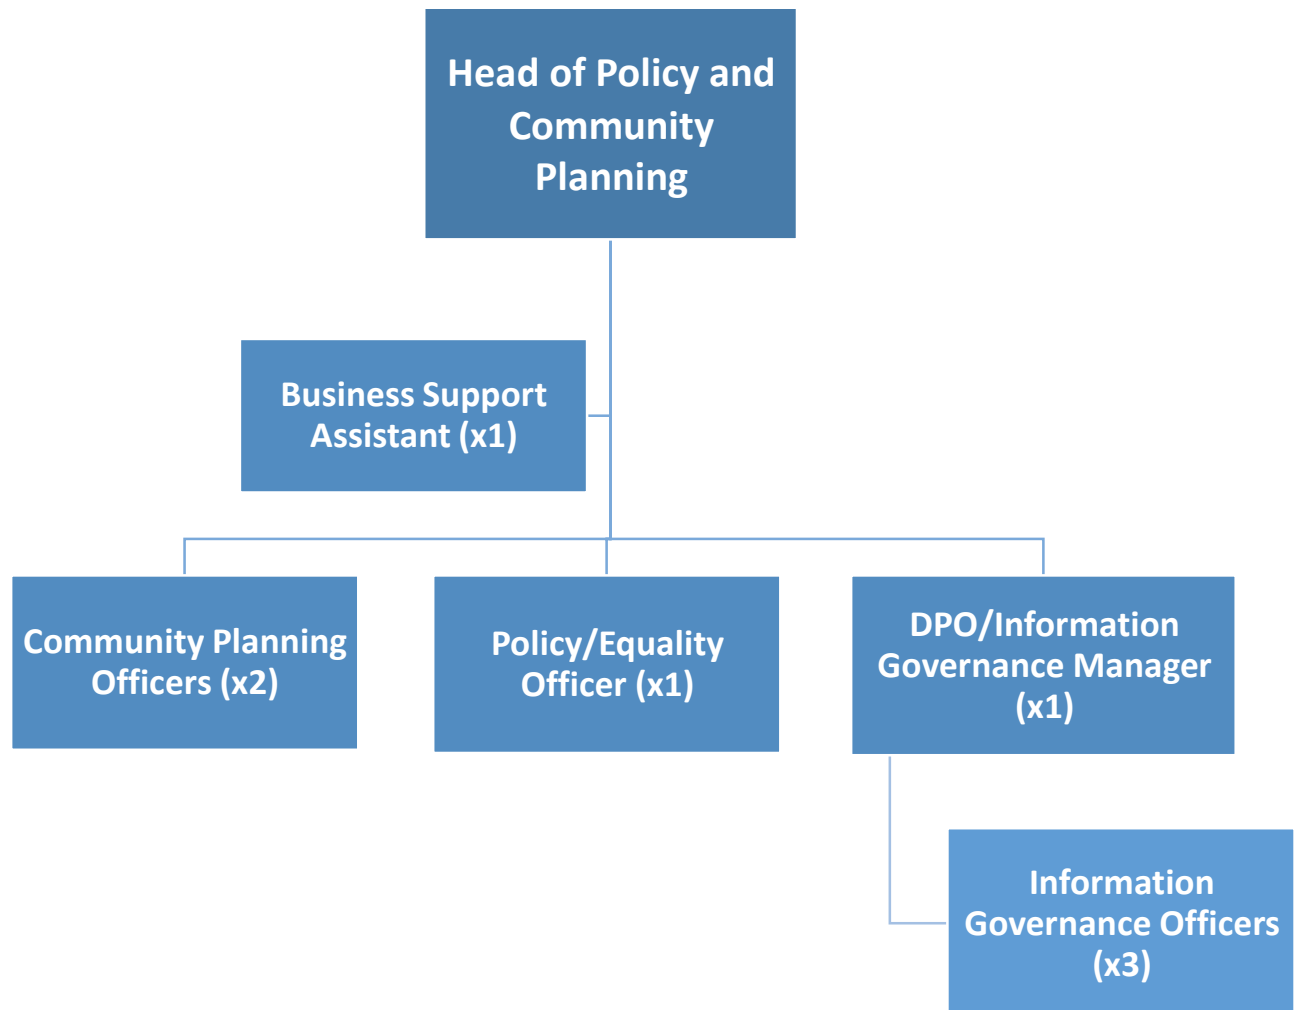 Head of Policy and
Community
Planning
Business Support
Assistant (x1)
Community Planning
Officers (x2)
Policy/Equality
Officer (x1)
DPO/Information
Governance Manager
(x1)
Information
Governance Officers
(x3)